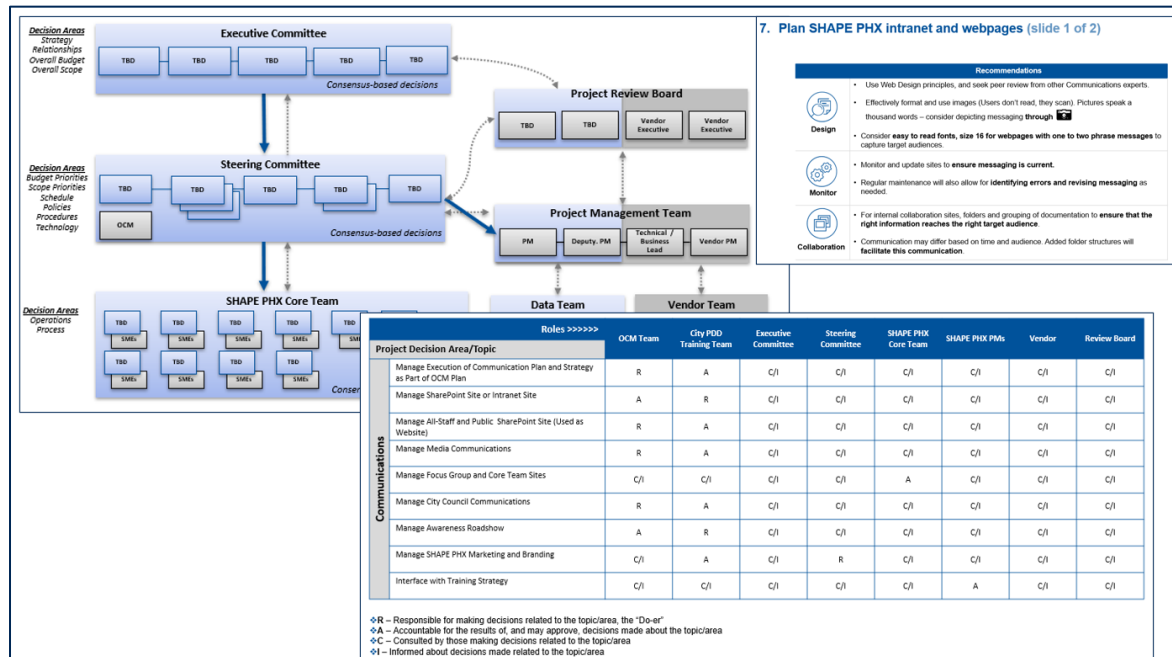 Decision Areas
Strategy
Relationships
Overall Budget
Overall Scope
Executive Committee
TBD TBD TBD TBD TBD
Consensus-based decisions
Project Review Board
TBD TBD Vendor Executive Vendor Executive
Decision Areas
Budget Priorities
Scope Priorities
Schedule
Policies
Procedures
Technology
Steering Committee
TBD TBD TBD TBD TBD
OCM
Consensus-based decisions
Project Management Team
PM Deputy. PM Technical / Business Lead Vendor PM
Decision Areas
Operations
Process
SHAPE PHX Core Team
TBD TBD TBD TBD TBD
SMEs SMEs SMEs SMEs
TBD TBD TBD TBD
SMEs SMEs SMEs SMEs
Data Team
Vendor Team
7. Plan SHAPE PHX intranet and webpages (slide 1 of 2)
Recommendations
Design
• Use Web Design principles, and seek peer review from other Communications experts.
• Effectively format and use images (Users don't read, they scan). Pictures speak a
thousand words – consider depicting messaging through
• Consider easy to read fonts, size 16 for webpages with one to two phrase messages to
capture target audiences.
Monitor
• Monitor and update sites to ensure messaging is current.
• Regular maintenance will also allow for identifying errors and revising messaging as
needed.
Collaboration
• For internal collaboration sites, folders and grouping of documentation to ensure that the
right information reaches the right target audience.
• Communication may differ based on time and audience. Added folder structures will
facilitate this communication.
Roles >>>>>> OCM Team City PDD Training Team Executive Committee Steering Committee SHAPE PHX Core Team SHAPE PHX PMs Vendor Review Board
Project Decision Area/Topic
Communications
Manage Execution of Communication Plan and Strategy
as Part of OCM Plan R A C/I C/I C/I C/I C/I C/I
Manage SharePoint Site or Intranet Site A R C/I C/I C/I C/I C/I C/I
Manage All-Staff and Public SharePoint Site (Used as
Website) R A C/I C/I C/I C/I C/I C/I
Manage Media Communications R A C/I C/I C/I C/I C/I C/I
Manage Focus Group and Core Team Sites C/I C/I C/I C/I A C/I C/I C/I
Manage City Council Communications R A C/I C/I C/I C/I C/I C/I
Manage Awareness Roadshow A R C/I C/I C/I C/I C/I C/I
Manage SHAPE PHX Marketing and Branding C/I A C/I R C/I C/I C/I C/I
Interface with Training Strategy C/I C/I C/I C/I C/I A C/I C/I
❖R – Responsible for making decisions related to the topic/area, the "Do-er"
❖A – Accountable for the results of, and may approve, decisions made about the topic/area
❖C – Consulted by those making decisions related to the topic/area
❖I – Informed about decisions made related to the topic/area